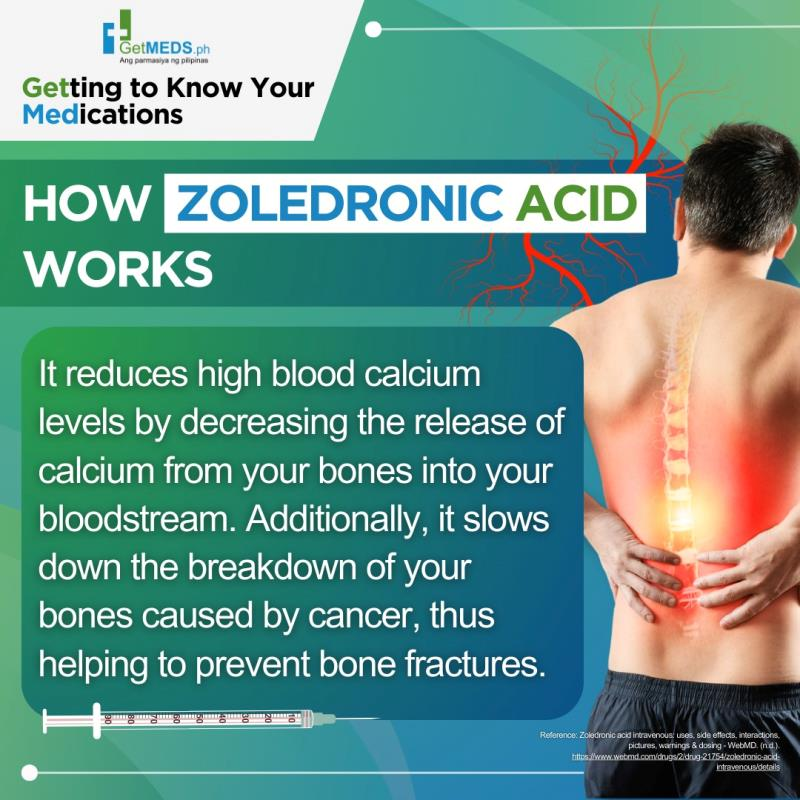 GetMEDS.ph
Ang parmasiya ng pilipinas
Getting to Know Your
Medications
HOW ZOLEDRONIC ACID
WORKS
It reduces high blood calcium
levels by decreasing the release of
calcium from your bones into your
bloodstream. Additionally, it slows
down the breakdown of your
bones caused by cancer, thus
helping to prevent bone fractures.
90 80 70 60 50 40 30 20 10
Reference: Zoledronic acid intravenous: uses, side effects, interactions,
pictures, warnings & dosing - WebMD. (n.d.).
https://www.webmd.com/drugs/2/drug-21754/zoledronic-acid-
intravenous/details